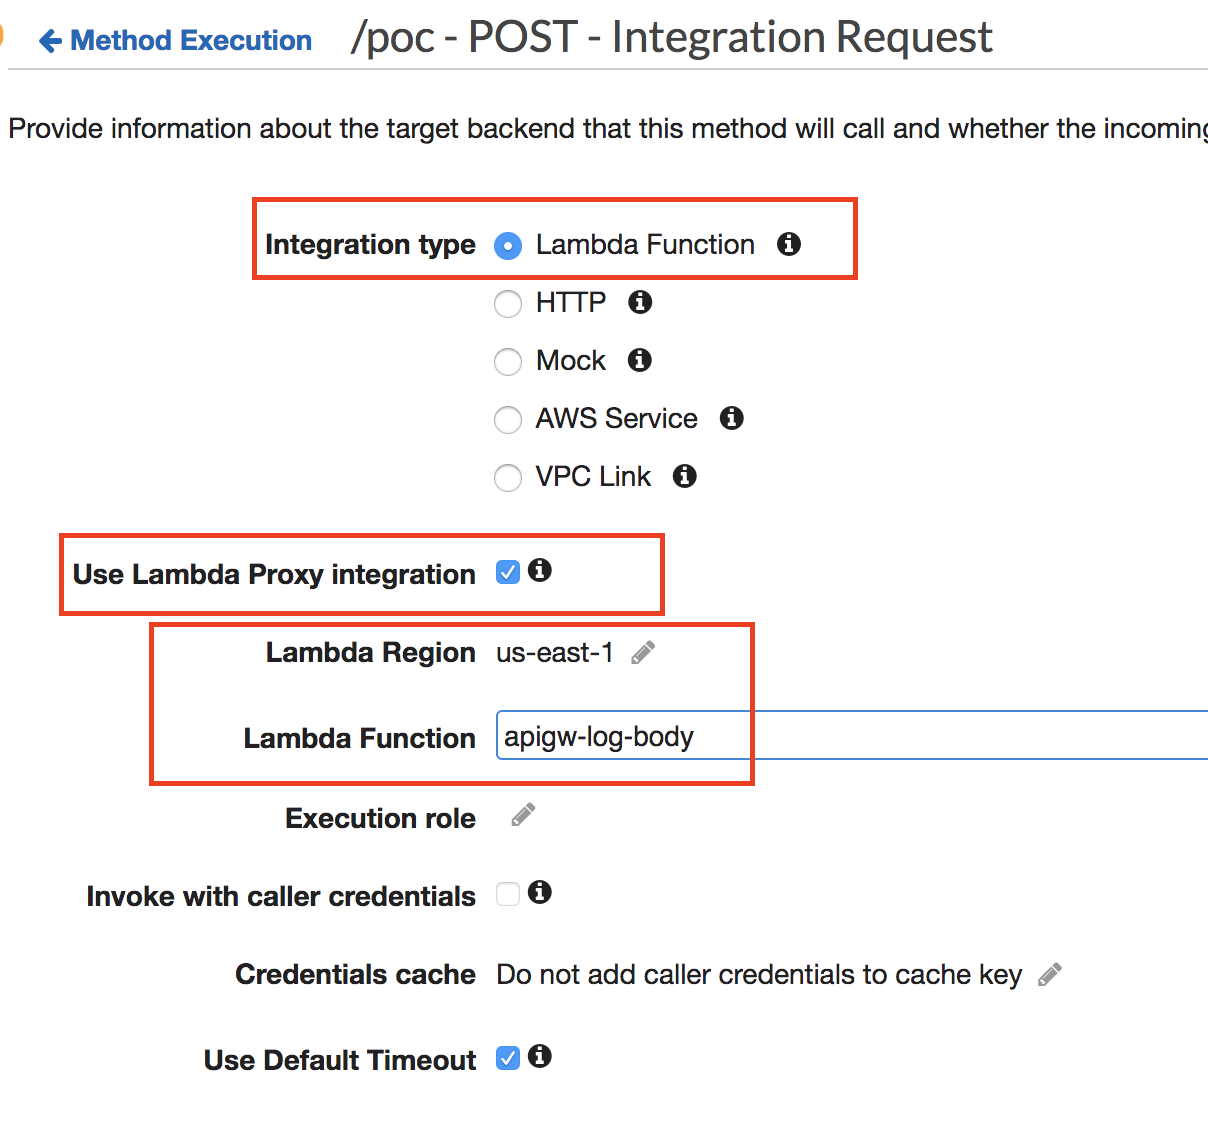 Method Execution /poc - POST - Integration Request
Provide information about the target backend that this method will call and whether the incoming
Integration type Lambda Function
HTTP
Mock
AWS Service
VPC Link
Use Lambda Proxy integration
Lambda Region us-east-1
Lambda Function apigw-log-body
Execution role
Invoke with caller credentials
Credentials cache Do not add caller credentials to cache key
Use Default Timeout